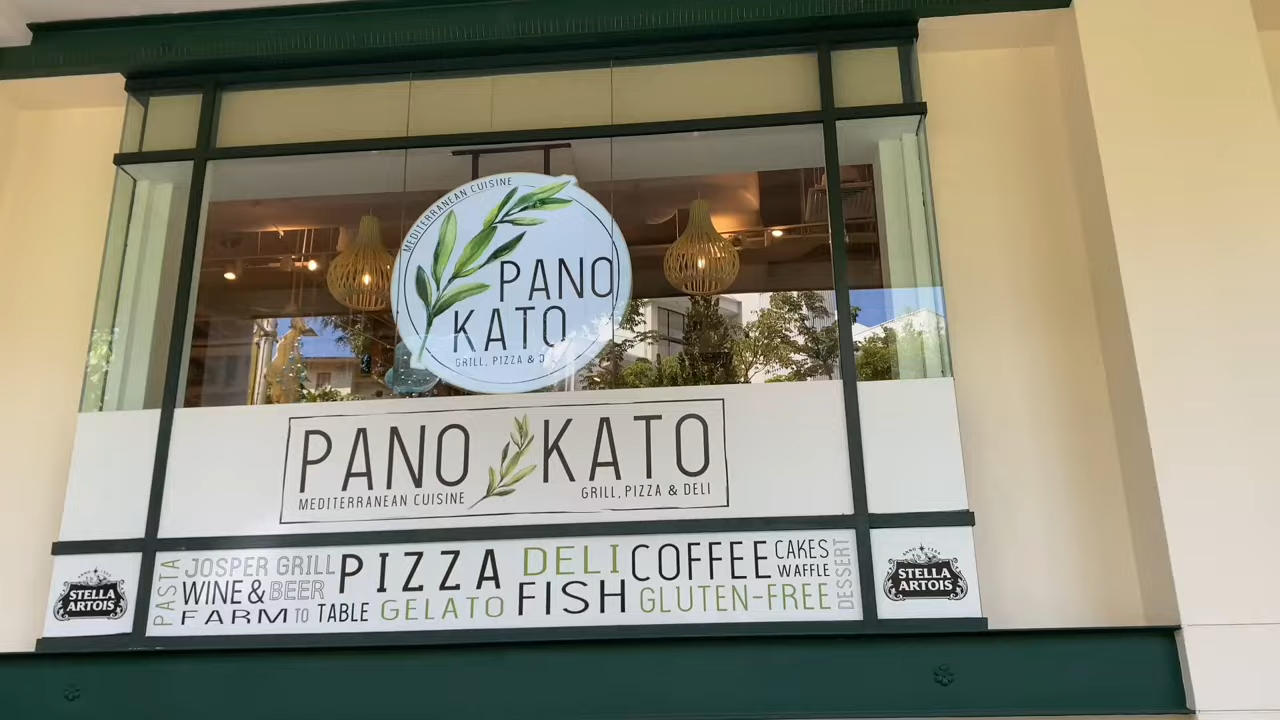 MEDITERRANEAN CUISINE
PANO
KATO
GRILL, PIZZA &
PANO KATO
MEDITERRANEAN CUISINE
GRILL, PIZZA & DELI
PASTA
JOSPER GRILL
WINE & BEER
FARM TO TABLE
PIZZA
GELATO
DELI
FISH
COFFEE
GLUTEN-FREE
CAKES
WAFFLE
DESSERT
STELLA
ARTOIS
STELLA
ARTOIS